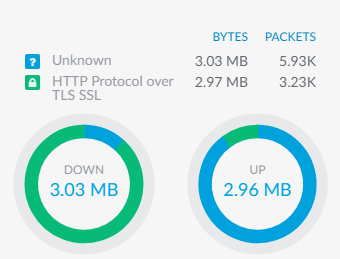 BYTES PACKETS
? Unknown 3.03 MB 5.93K
HTTP Protocol over 2.97 MB 3.23K
TLS SSL
DOWN UP
3.03 MB 2.96 MB